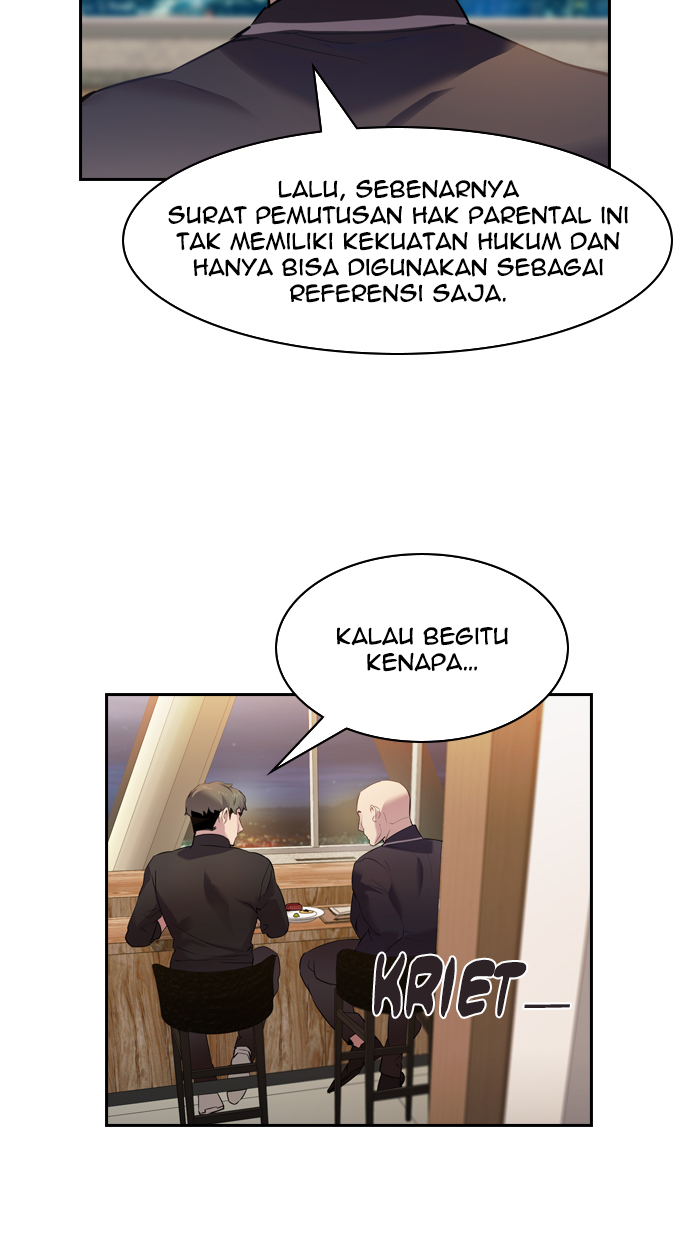 LALU, SEBENARNYA
SURAT PEMUTUSAN HAK PARENTAL INI
TAK MEMILIKI KEKUATAN HUKUM DAN
HANYA BISA DIGUNAKAN SEBAGAI
REFERENSI SAJA.
KALAU BEGITU
KENAPA...
KRIET__